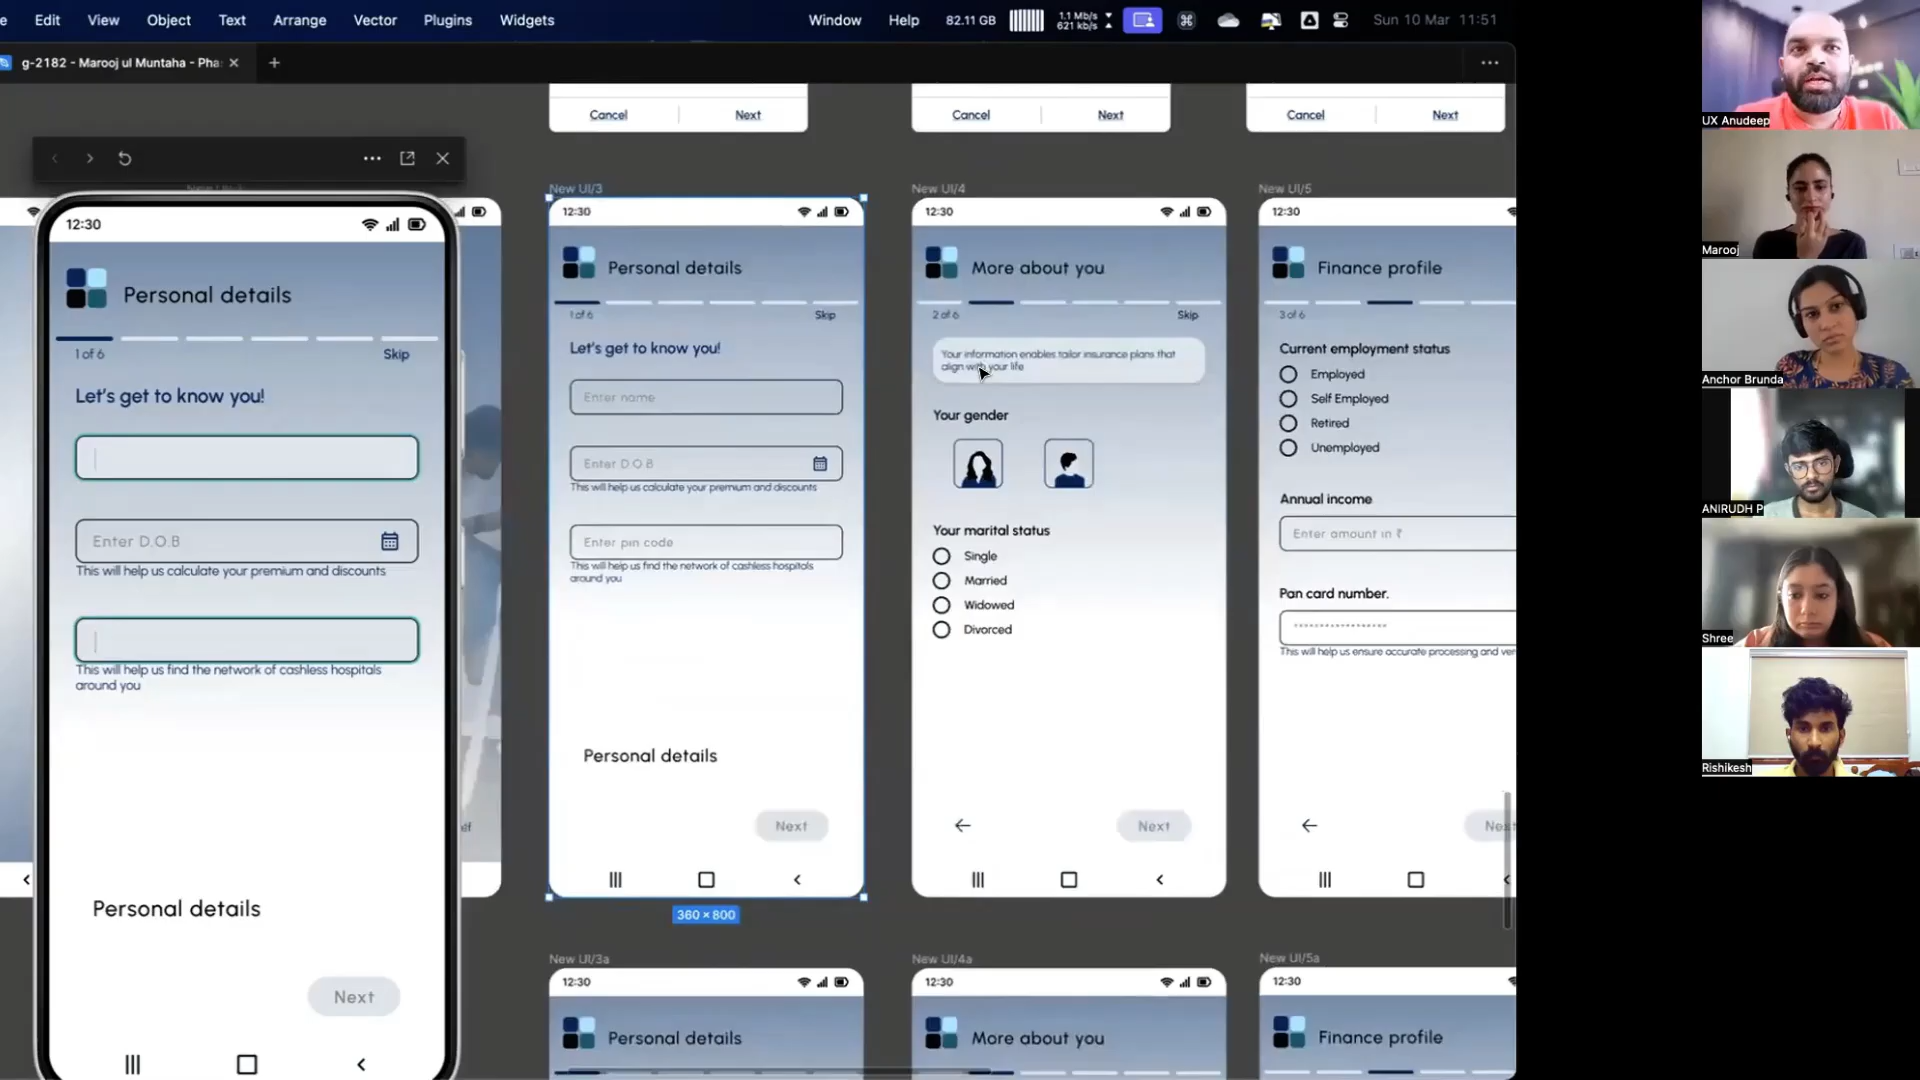 Edit View Object Text Arrange Vector Plugins Widgets Window Help 82.11 GB 1.1 Mb/s 621 kb/s Sun 10 Mar 11:51
g-2182 - Marooj ul Muntaha - Pha
Cancel Next
Cancel Next
Cancel Next
12:30
Personal details
1 of 6
Skip
Let's get to know you!
Enter D.O.B
This will help us calculate your premium and discounts
This will help us find the network of cashless hospitals
around you
Personal details
Next
New UI/3
12:30
Personal details
1 of 6
Skip
Let's get to know you!
Enter name
Enter D.O.B
This will help us calculate your premium and discounts
Enter pin code
This will help us find the network of cashless hospitals
around you
Personal details
Next
360 × 800
New UI/4
12:30
More about you
2 of 6
Skip
Your information enables tailor insurance plans that
align with your life
Your gender
Your marital status
Single
Married
Widowed
Divorced
Next
New UI/5
12:30
Finance profile
3 of 6
Current employment status
Employed
Self Employed
Retired
Unemployed
Annual income
Enter amount in ₹
Pan card number.
This will help us ensure accurate processing and ver
New UI/3a
12:30
Personal details
New UI/4a
12:30
More about you
New UI/5a
12:30
Finance profile
UX Anudeep
Marooj
Anchor Brunda
ANIRUDH P
Shree
Rishikesh